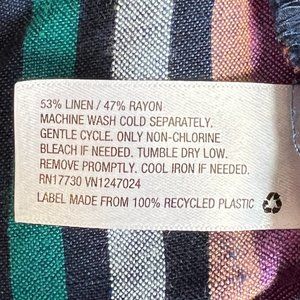 53% LINEN / 47% RAYON
MACHINE WASH COLD SEPARATELY,
GENTLE CYCLE. ONLY NON-CHLORINE
BLEACH IF NEEDED. TUMBLE DRY LOW.
REMOVE PROMPTLY. COOL IRON IF NEEDED.
RN17730 VN1247024
LABEL MADE FROM 100% RECYCLED PLASTIC